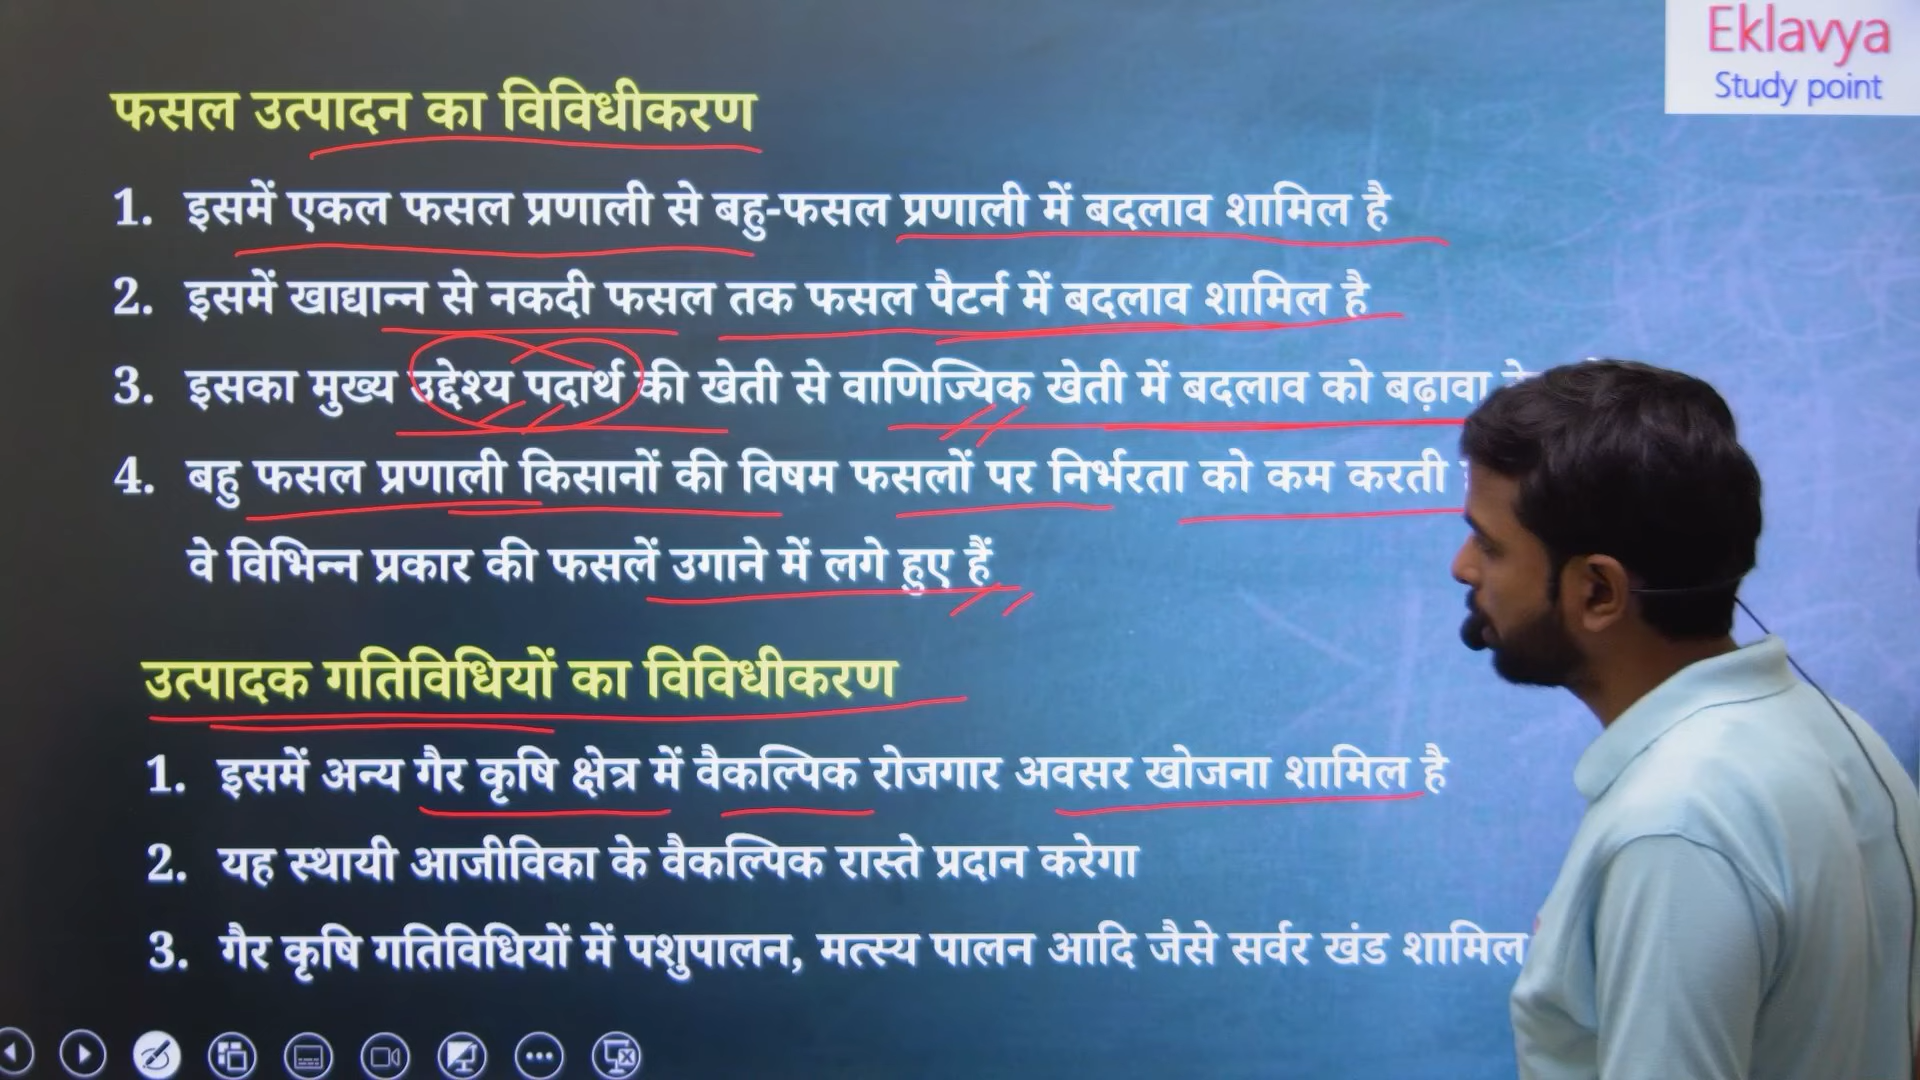 Eklavya
Study point
फसल उत्पादन का विविधीकरण
1. इसमें एकल फसल प्रणाली से बहु-फसल प्रणाली में बदलाव शामिल है
2. इसमें खाद्यान्न से नकदी फसल तक फसल पैटर्न में बदलाव शामिल है
3. इसका मुख्य उद्देश्य पदार्थ की खेती से वाणिज्यिक खेती में बदलाव को बढ़ावा
4. बहु फसल प्रणाली किसानों की विषम फसलों पर निर्भरता को कम करती
वे विभिन्न प्रकार की फसलें उगाने में लगे हुए हैं
उत्पादक गतिविधियों का विविधीकरण
1. इसमें अन्य गैर कृषि क्षेत्र में वैकल्पिक रोजगार अवसर खोजना शामिल है
2. यह स्थायी आजीविका के वैकल्पिक रास्ते प्रदान करेगा
3. गैर कृषि गतिविधियों में पशुपालन, मत्स्य पालन आदि जैसे सर्वर खंड शामिल